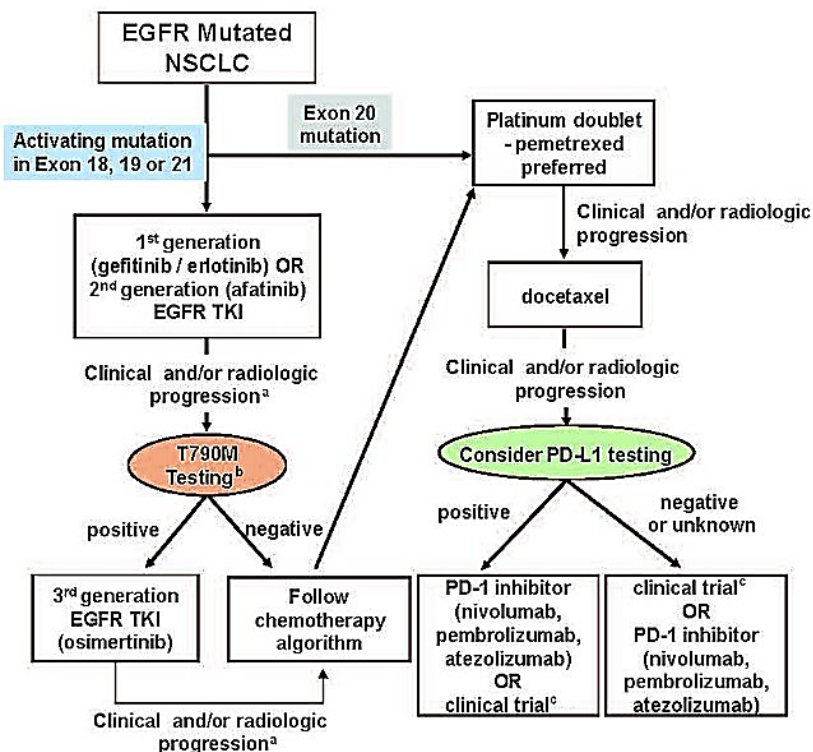 EGFR Mutated
NSCLC
Activating mutation
in Exon 18, 19 or 21
Exon 20
mutation
Platinum doublet
- pemetrexed
preferred
1st generation
(gefitinib / erlotinib) OR
2nd generation (afatinib)
EGFR TKI
Clinical and/or radiologic
progression
docetaxel
Clinical and/or radiologic
progressionᵃ
Clinical and/or radiologic
progression
T790M
Testingᵇ
Consider PD-L1 testing
positive
negative
positive
negative
or unknown
3rd generation
EGFR TKI
(osimertinib)
Follow
chemotherapy
algorithm
PD-1 inhibitor
(nivolumab,
pembrolizumab,
atezolizumab)
OR
clinical trialᶜ
clinical trialᶜ
OR
PD-1 inhibitor
(nivolumab,
pembrolizumab,
atezolizumab)
Clinical and/or radiologic
progressionᵃ